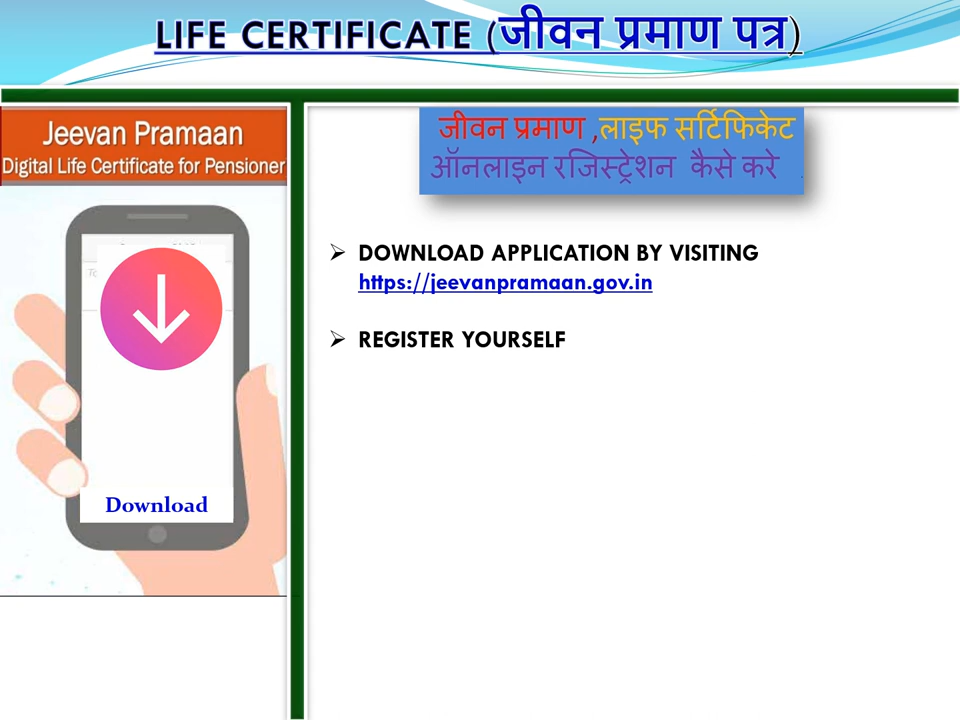 LIFE CERTIFICATE (जीवन प्रमाण पत्र)
Jeevan Pramaan
Digital Life Certificate for Pensioner
Download
जीवन प्रमाण ,लाइफ सर्टिफिकेट
ऑनलाइन रजिस्ट्रेशन कैसे करे .
➢ DOWNLOAD APPLICATION BY VISITING
https://jeevanpramaan.gov.in
➢ REGISTER YOURSELF